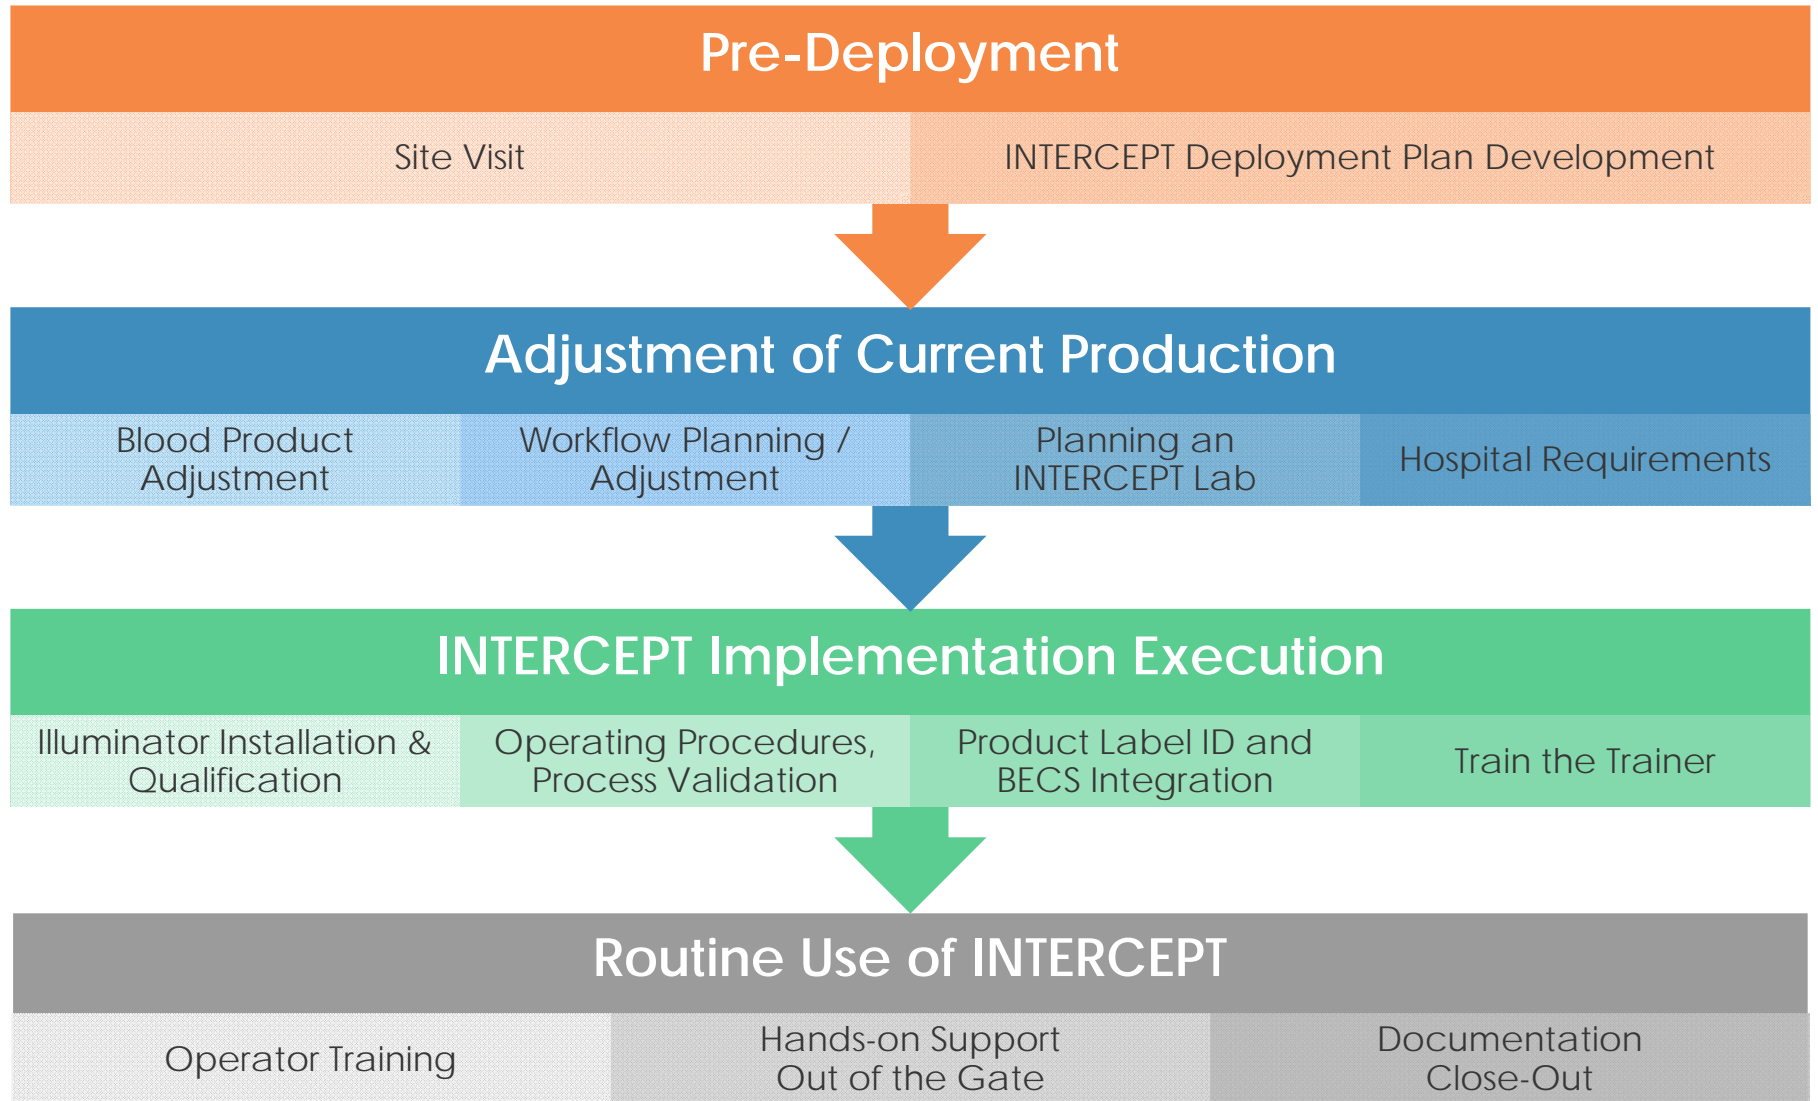 Pre-Deployment
Site Visit
INTERCEPT Deployment Plan Development
Adjustment of Current Production
Blood Product
Adjustment
Workflow Planning /
Adjustment
Planning an
INTERCEPT Lab
Hospital Requirements
INTERCEPT Implementation Execution
Illuminator Installation &
Qualification
Operating Procedures,
Process Validation
Product Label ID and
BECS Integration
Train the Trainer
Routine Use of INTERCEPT
Operator Training
Hands-on Support
Out of the Gate
Documentation
Close-Out